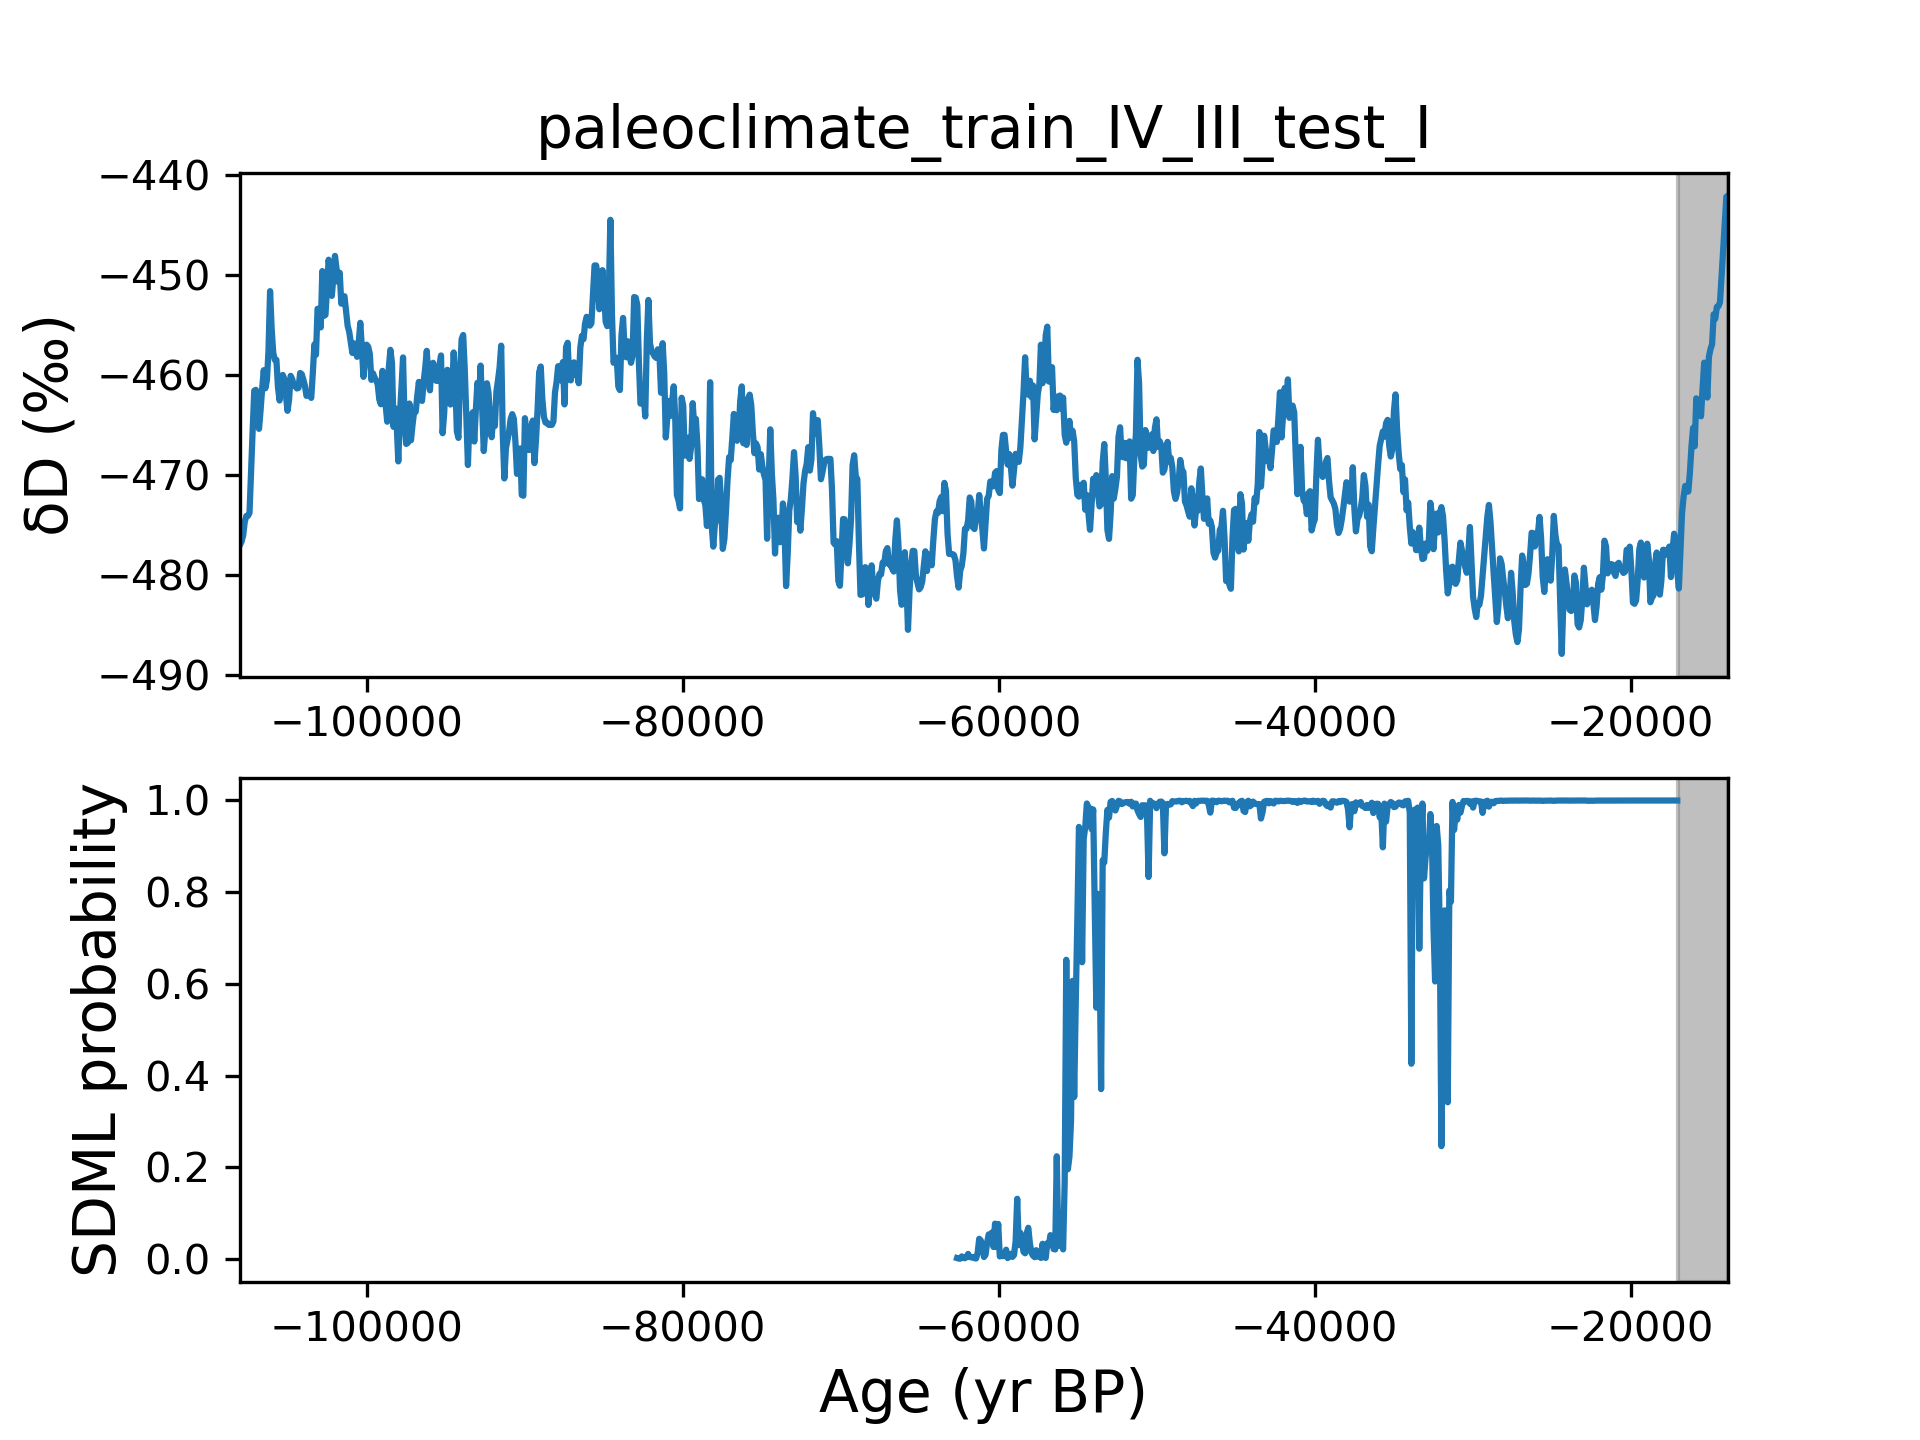 paleoclimate_train_IV_III_test_I
δD (‰)
−440
−450
−460
−470
−480
−490
−100000 −80000 −60000 −40000 −20000
SDML probability
1.0
0.8
0.6
0.4
0.2
0.0
−100000 −80000 −60000 −40000 −20000
Age (yr BP)